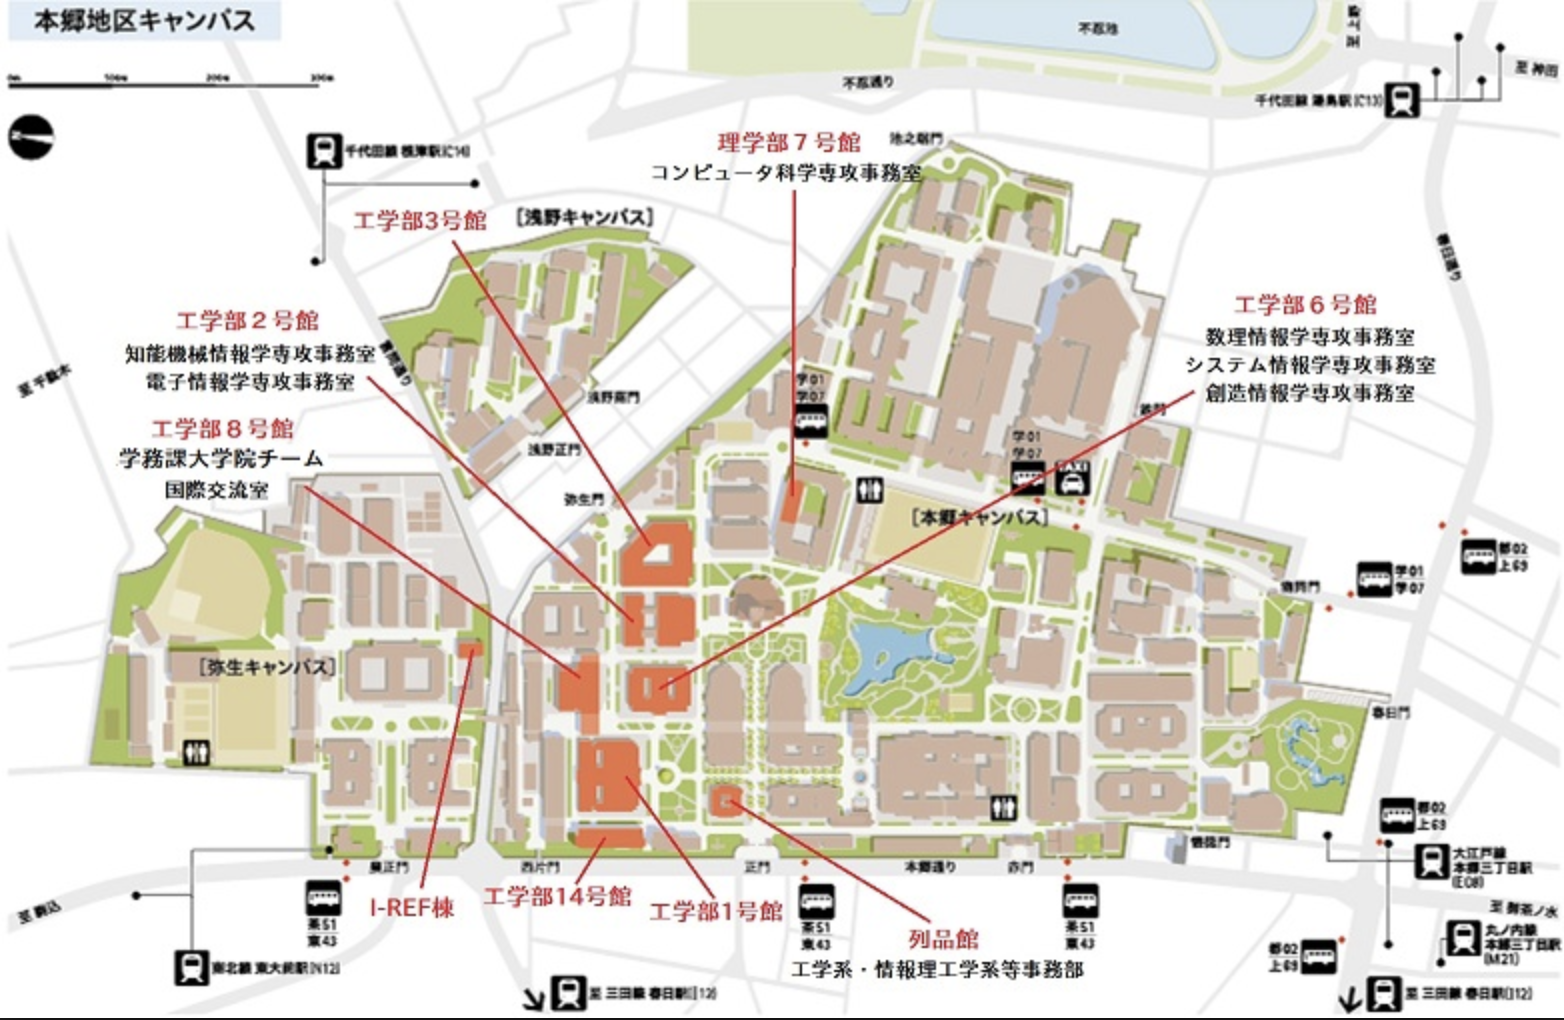 本郷地区キャンパス
0m 100m 200m 300m
N
不忍池
不忍通り
至上野
至 神田
千代田線 湯島駅(C13)
千代田線 根津駅(C14)
理学部７号館
コンピュータ科学専攻事務室
池之端門
工学部3号館
[浅野キャンパス]
春日通り
工学部２号館
知能機械情報学専攻事務室
電子情報学専攻事務室
工学部６号館
数理情報学専攻事務室
システム情報学専攻事務室
創造情報学専攻事務室
至 千駄木
浅野南門
浅野正門
弥生門
工学部８号館
学務課大学院チーム
国際交流室
学01
学07
学01
学07
TAXI
鉄門
[本郷キャンパス]
都02
上69
学01
学07
龍岡門
[弥生キャンパス]
春日門
農正門
西片門
正門
本郷通り
赤門
懐徳門
都02
上69
大江戸線
本郷三丁目駅
(E08)
至 駒込
茶51
東43
I-REF棟
工学部14号館
工学部1号館
茶51
東43
列品館
工学系・情報理工学系等事務部
茶51
東43
至 御茶ノ水
丸ノ内線
本郷三丁目駅
(M21)
都02
上69
南北線 東大前駅(N12)
至 三田線 春日駅(I12)
至 三田線 春日駅(I12)